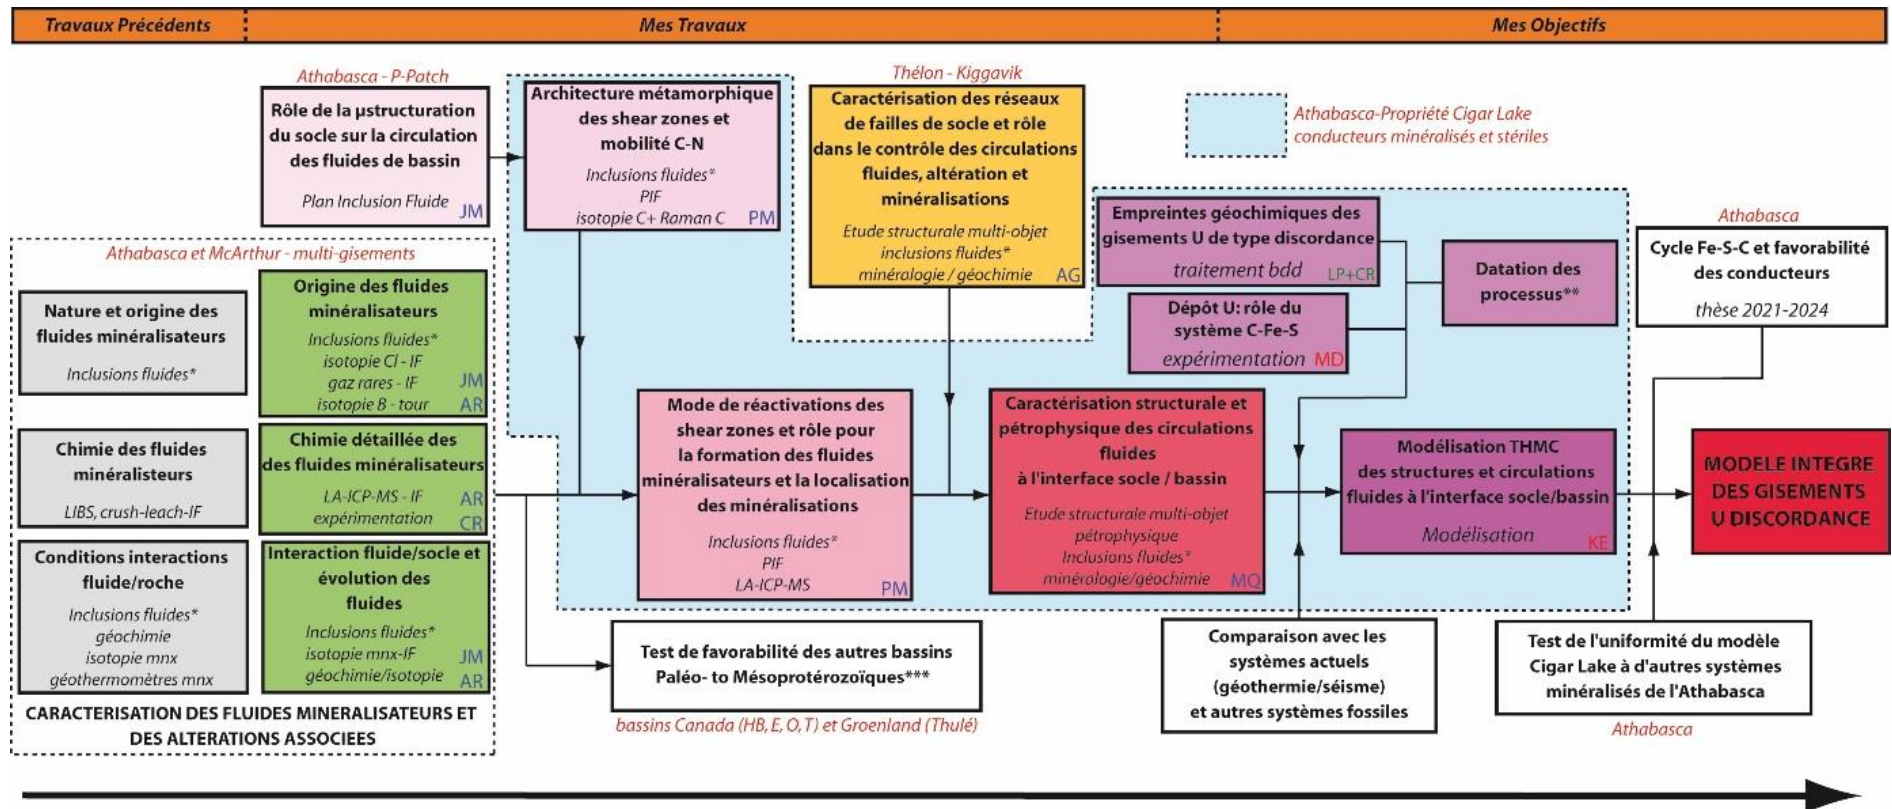 Travaux Précédents
Mes Travaux
Mes Objectifs
Athabasca - P-Patch
Rôle de la µstructuration
du socle sur la circulation
des fluides de bassin
Plan Inclusion Fluide
JM
Architecture métamorphique
des shear zones et
mobilité C-N
Inclusions fluides*
PIF
isotopie C+ Raman C
PM
Thélon - Kiggavik
Caractérisation des réseaux
de failles de socle et rôle
dans le contrôle des circulations
fluides, altération et
minéralisations
Etude structurale multi-objet
inclusions fluides*
minéralogie / géochimie
AG
Athabasca-Propriété Cigar Lake
conducteurs minéralisés et stériles
Empreintes géochimiques des
gisements U de type discordance
traitement bdd
LP+CR
Dépôt U: rôle du
système C-Fe-S
expérimentation
MD
Datation des
processus**
Athabasca
Cycle Fe-S-C et favorabilité
des conducteurs
thèse 2021-2024
Athabasca et McArthur - multi-gisements
Nature et origine des
fluides minéralisateurs
Inclusions fluides*
Origine des fluides
minéralisateurs
Inclusions fluides*
isotopie Cl - IF
gaz rares - IF
isotopie B - tour
JM
AR
Chimie des fluides
minéralisteurs
LIBS, crush-leach-IF
Chimie détaillée des
des fluides minéralisateurs
LA-ICP-MS - IF
expérimentation
AR
CR
Conditions interactions
fluide/roche
Inclusions fluides*
géochimie
isotopie mnx
géothermomètres mnx
Interaction fluide/socle et
évolution des
fluides
Inclusions fluides*
isotopie mnx-IF
géochimie/isotopie
JM
AR
CARACTERISATION DES FLUIDES MINERALISATEURS ET
DES ALTERATIONS ASSOCIEES
Mode de réactivations des
shear zones et rôle pour
la formation des fluides
minéralisateurs et la localisation
des minéralisations
Inclusions fluides*
PIF
LA-ICP-MS
PM
Caractérisation structurale et
pétrophysique des circulations
fluides
à l'interface socle / bassin
Etude structurale multi-objet
pétrophysique
Inclusions fluides*
minérologie/géochimie
MQ
Modélisation THMC
des structures et circulations
fluides à l'interface socle/bassin
Modélisation
KE
MODELE INTEGRE
DES GISEMENTS
U DISCORDANCE
Test de favorabilité des autres bassins
Paléo- to Mésoprotérozoïques***
bassins Canada (HB, E, O, T) et Groenland (Thulé)
Comparaison avec les
systèmes actuels
(géothermie/séisme)
et autres systèmes fossiles
Test de l'uniformité du modèle
Cigar Lake à d'autres systèmes
minéralisés de l'Athabasca
Athabasca